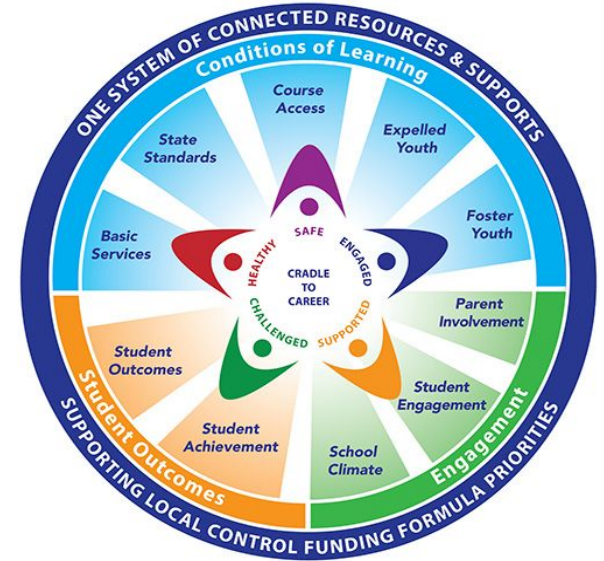 ONE SYSTEM OF CONNECTED RESOURCES & SUPPORTS
Conditions of Learning
Basic
Services
State
Standards
Course
Access
Expelled
Youth
Foster
Youth
HEALTHY
SAFE
ENGAGED
CRADLE
TO
CAREER
CHALLENGED
SUPPORTED
Parent
Involvement
Student
Engagement
School
Climate
Engagement
Student
Outcomes
Student
Achievement
Student Outcomes
SUPPORTING LOCAL CONTROL FUNDING FORMULA PRIORITIES